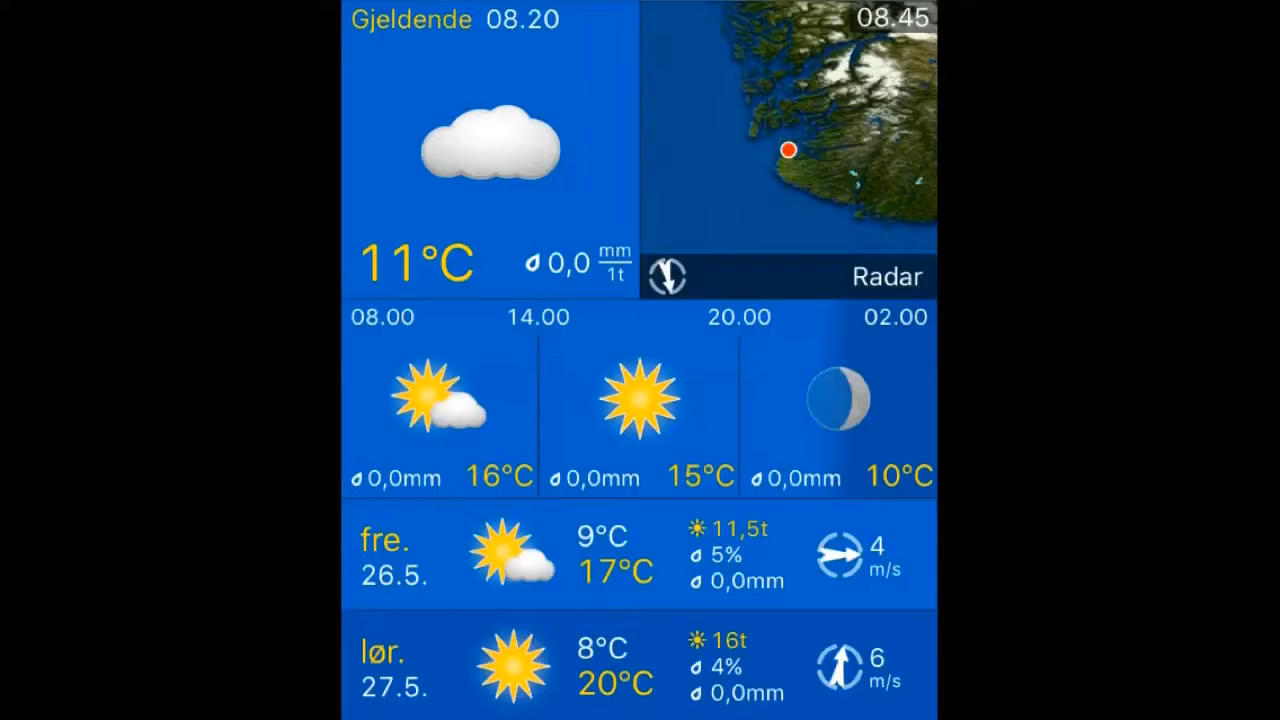 Gjeldende 08.20
08.45
11°C 0,0 mm
1t
Radar
08.00 14.00 20.00 02.00
0,0mm 16°C 0,0mm 15°C 0,0mm 10°C
fre. 9°C 11,5t 4
26.5. 17°C 5% m/s
0,0mm
lør. 8°C 16t 6
27.5. 20°C 4% m/s
0,0mm